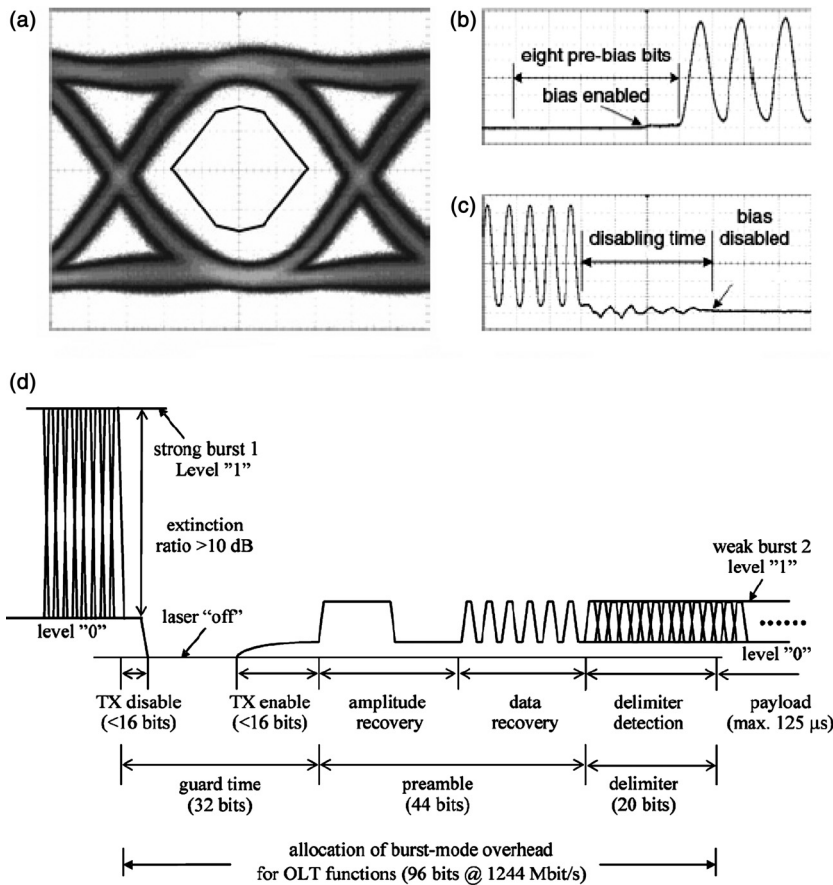 (a)
(b)
eight pre-bias bits
bias enabled
(c)
disabling time
bias
disabled
(d)
strong burst 1
Level "1"
extinction
ratio >10 dB
level "0"
laser "off"
weak burst 2
level "1"
level "0"
TX disable
(<16 bits)
TX enable
(<16 bits)
amplitude
recovery
data
recovery
delimiter
detection
payload
(max. 125 μs)
guard time
(32 bits)
preamble
(44 bits)
delimiter
(20 bits)
allocation of burst-mode overhead
for OLT functions (96 bits @ 1244 Mbit/s)